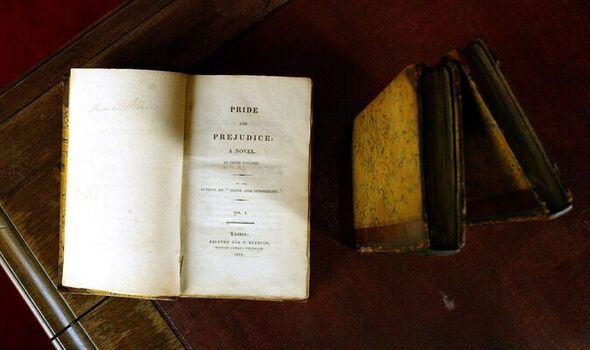 PRIDE
AND
PREJUDICE:
A NOVEL.
IN THREE VOLUMES.
BY THE
AUTHOR OF "SENSE AND SENSIBILITY."
VOL. I.
London:
PRINTED FOR T. EGERTON,
MILITARY LIBRARY, WHITEHALL.
1813.